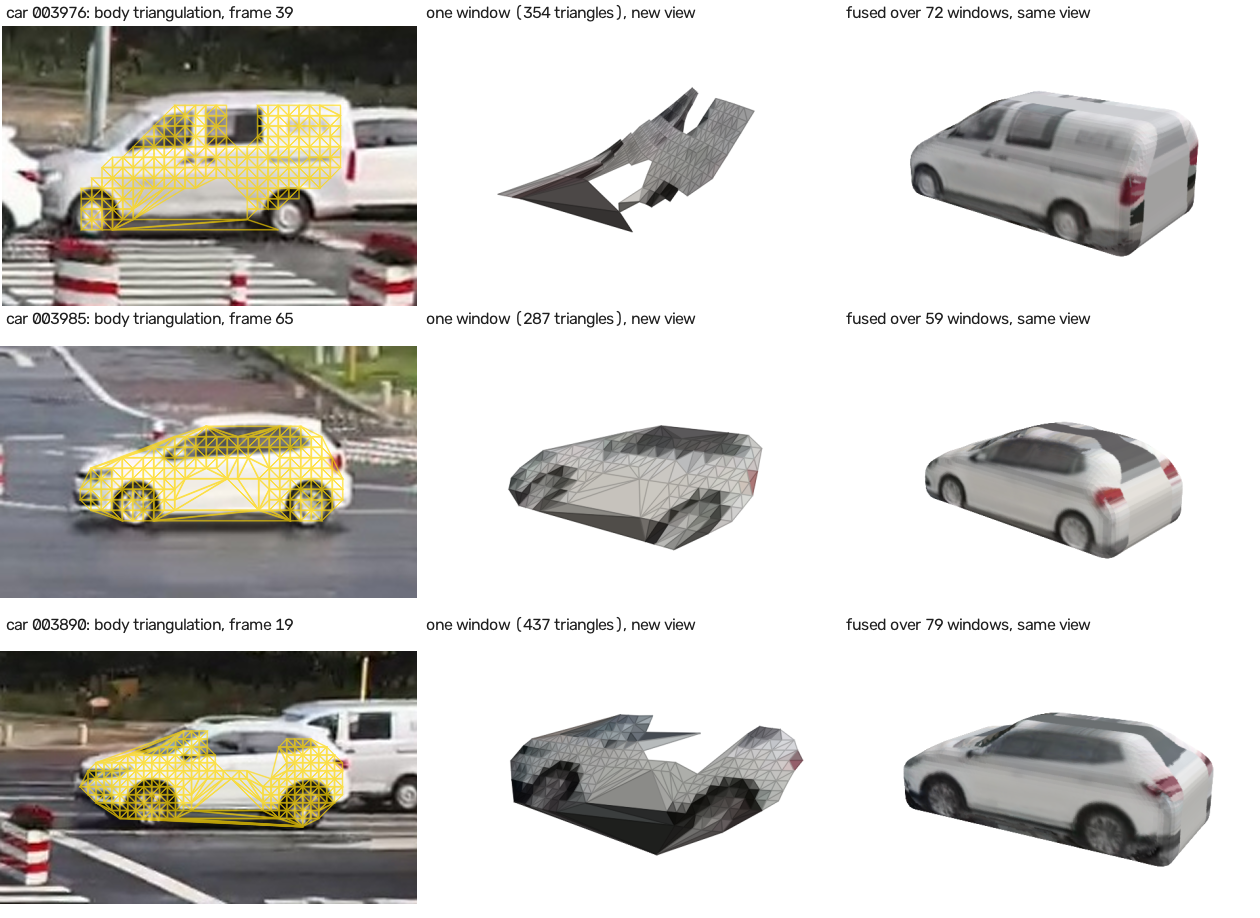 car 003976: body triangulation, frame 39
one window (354 triangles), new view
fused over 72 windows, same view
car 003985: body triangulation, frame 65
one window (287 triangles), new view
fused over 59 windows, same view
car 003890: body triangulation, frame 19
one window (437 triangles), new view
fused over 79 windows, same view